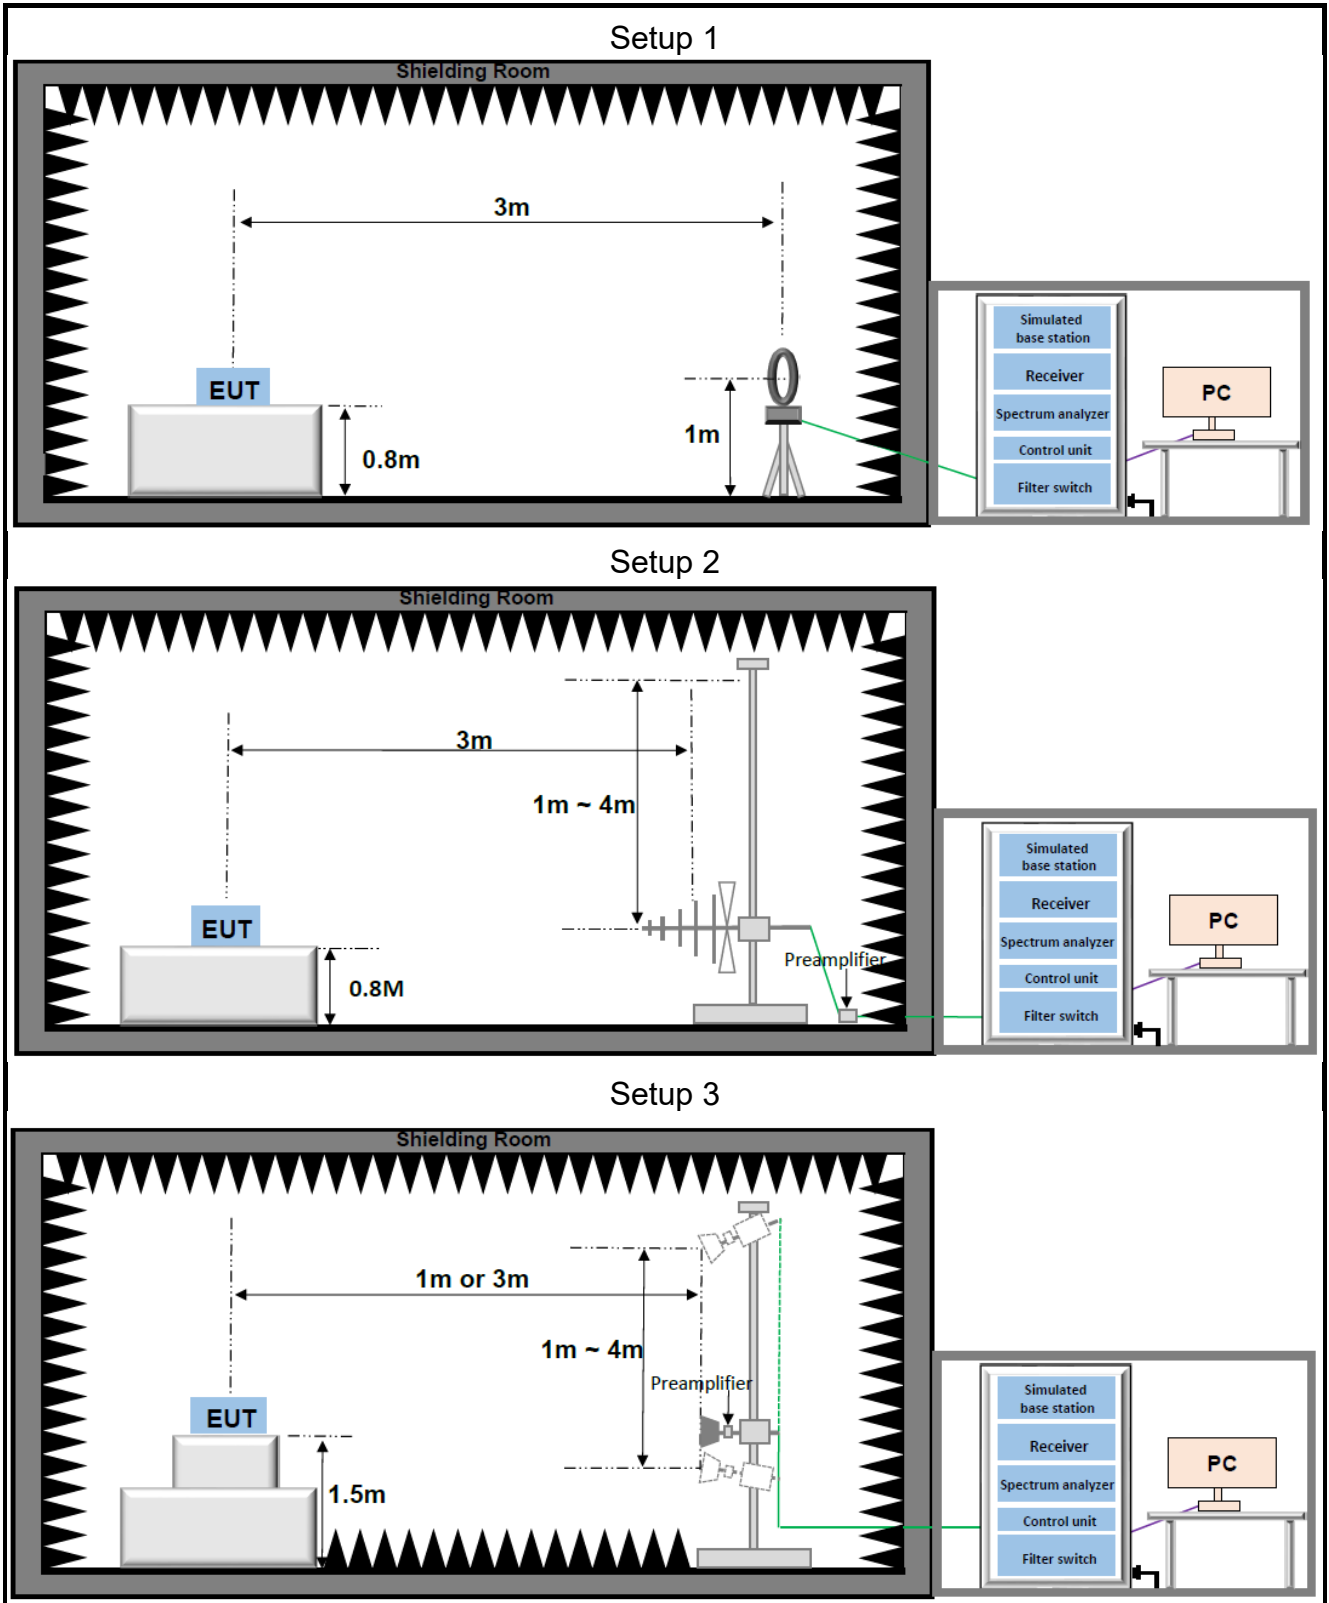 Setup 1
Shielding Room
3m
EUT
0.8m
1m
Simulated
base station
Receiver
Spectrum analyzer
Control unit
Filter switch
PC
Setup 2
Shielding Room
3m
1m ~ 4m
EUT
0.8M
Preamplifier
Simulated
base station
Receiver
Spectrum analyzer
Control unit
Filter switch
PC
Setup 3
Shielding Room
1m or 3m
1m ~ 4m
Preamplifier
EUT
1.5m
Simulated
base station
Receiver
Spectrum analyzer
Control unit
Filter switch
PC